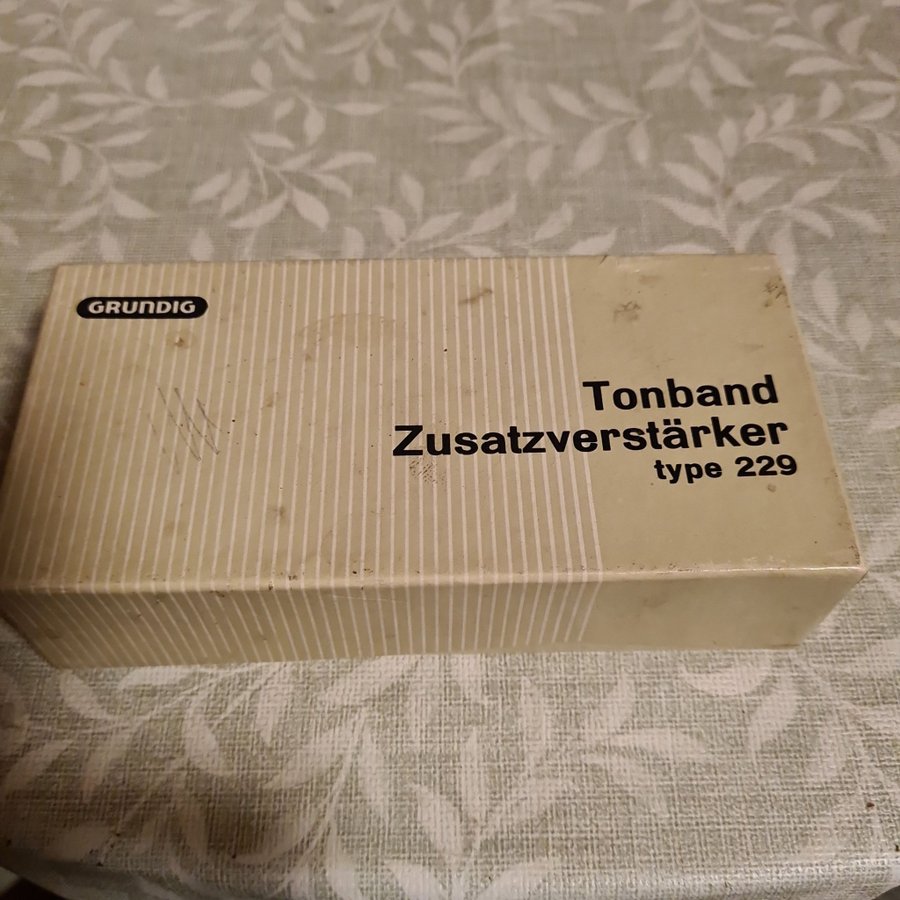 GRUNDIG
Tonband
Zusatzverstärker
type 229